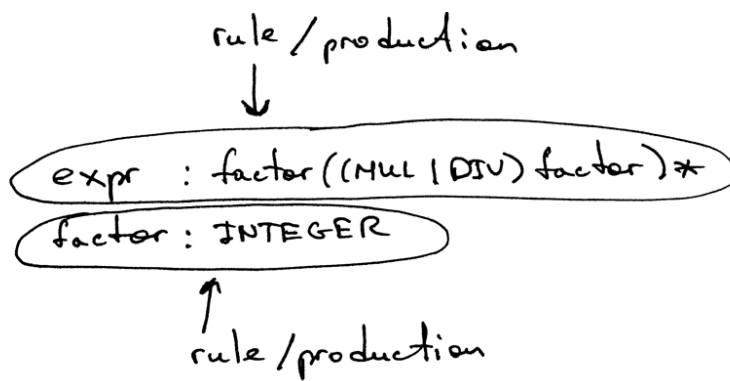 rule/production
expr : factor((MUL | DIV) factor)*
factor : INTEGER
rule/production